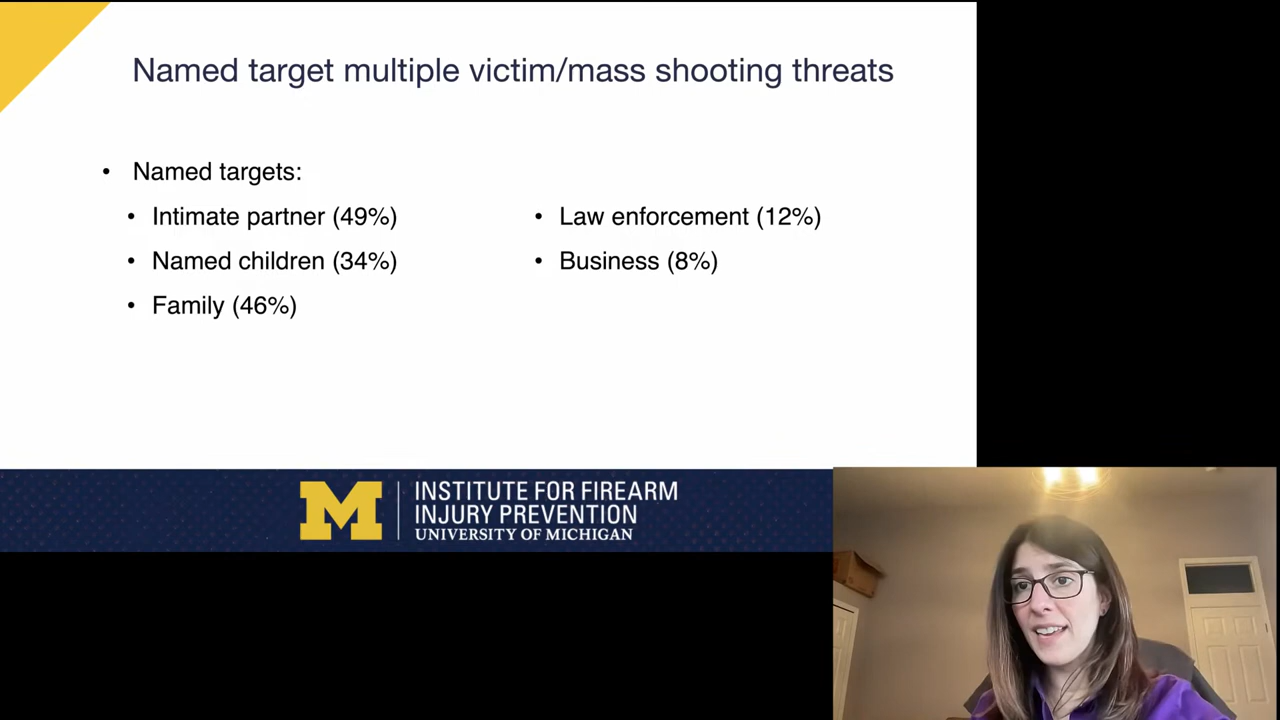 Named target multiple victim/mass shooting threats
• Named targets:
• Intimate partner (49%)
• Named children (34%)
• Family (46%)
• Law enforcement (12%)
• Business (8%)
M
INSTITUTE FOR FIREARM
INJURY PREVENTION
UNIVERSITY OF MICHIGAN